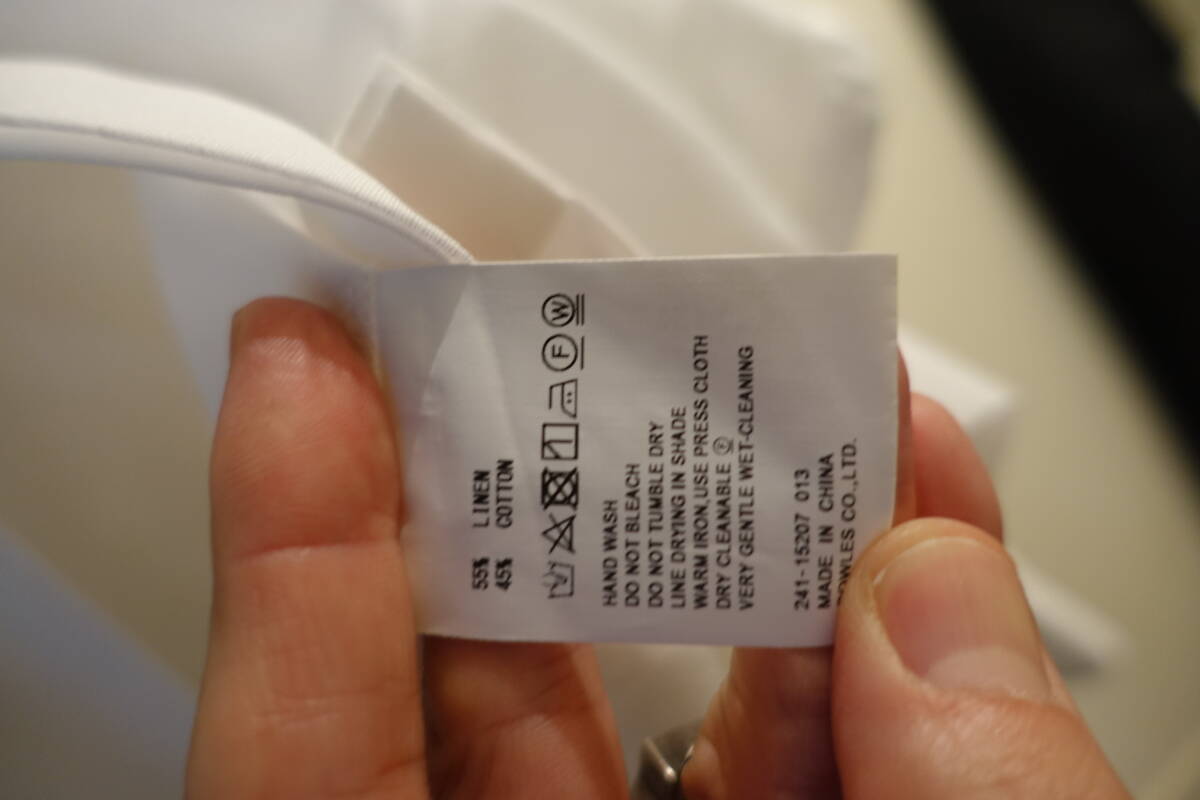 55% LINEN
45% COTTON
HAND WASH
DO NOT BLEACH
DO NOT TUMBLE DRY
LINE DRYING IN SHADE
WARM IRON,USE PRESS CLOTH
DRY CLEANABLE Ⓕ
VERY GENTLE WET-CLEANING
241-15207 013
MADE IN CHINA
CO.,LTD.